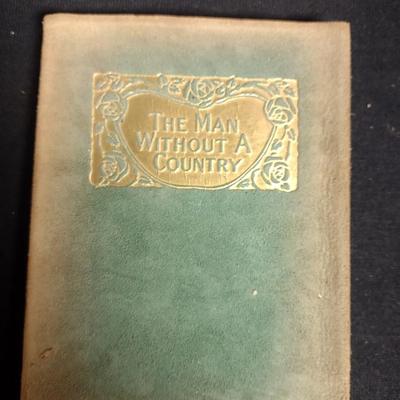 The Man
Without A
Country